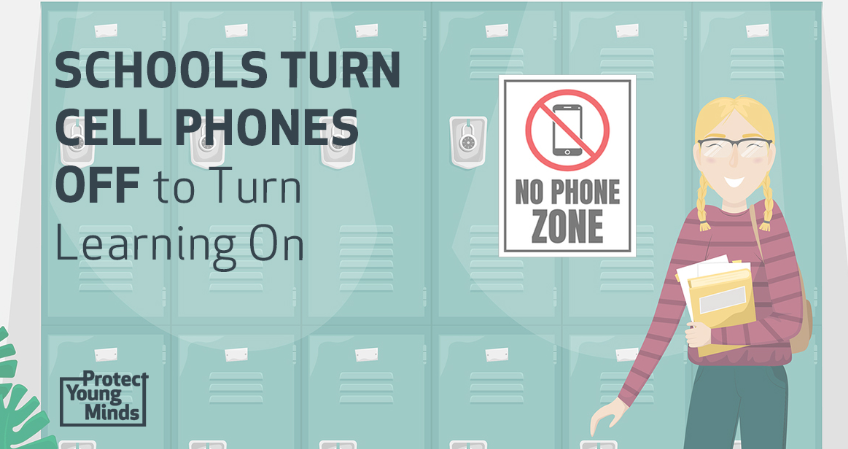 SCHOOLS TURN
CELL PHONES
OFF to Turn
Learning On
NO PHONE
ZONE
Protect
Young
Minds